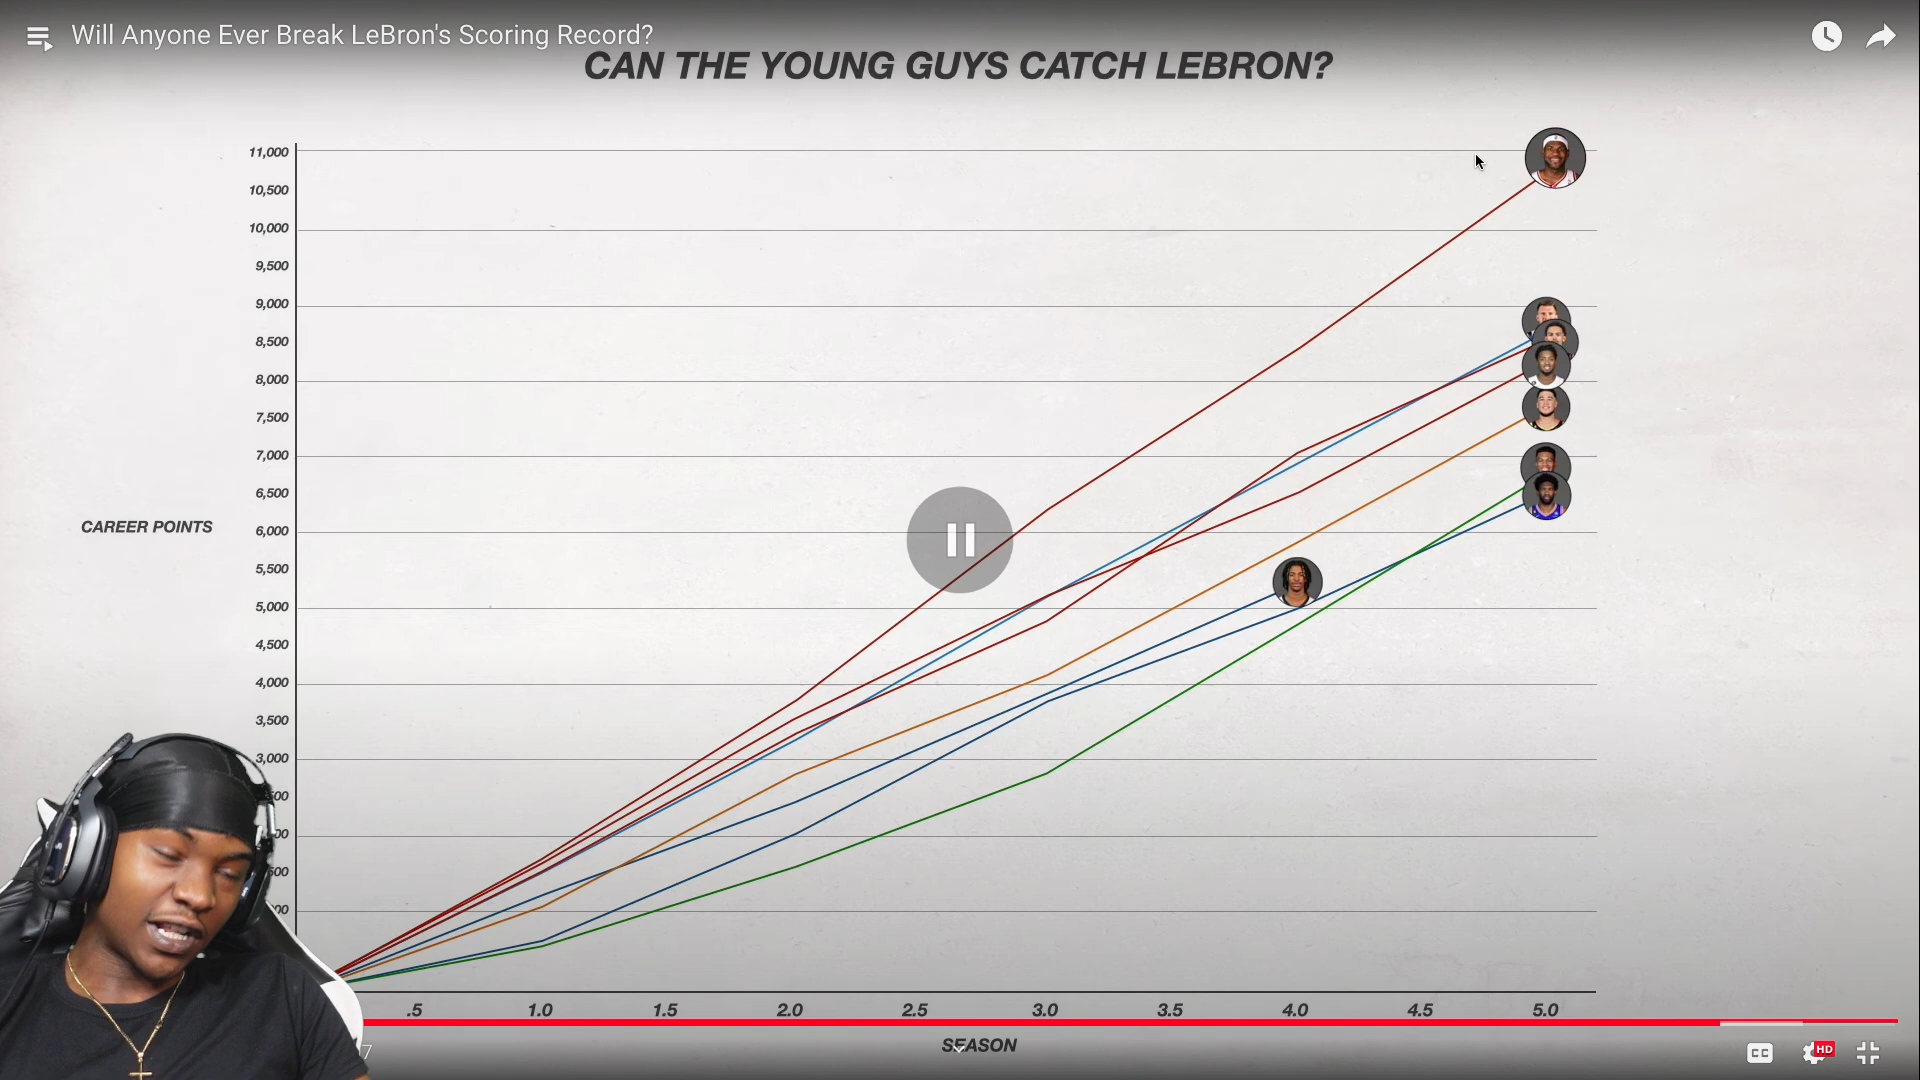 Will Anyone Ever Break LeBron's Scoring Record?
CAN THE YOUNG GUYS CATCH LEBRON?
11,000
10,500
10,000
9,500
9,000
8,500
8,000
7,500
7,000
6,500
6,000
CAREER POINTS
5,500
5,000
4,500
4,000
3,500
3,000
.5 1.0 1.5 2.0 2.5 3.0 3.5 4.0 4.5 5.0
SEASON
CC HD